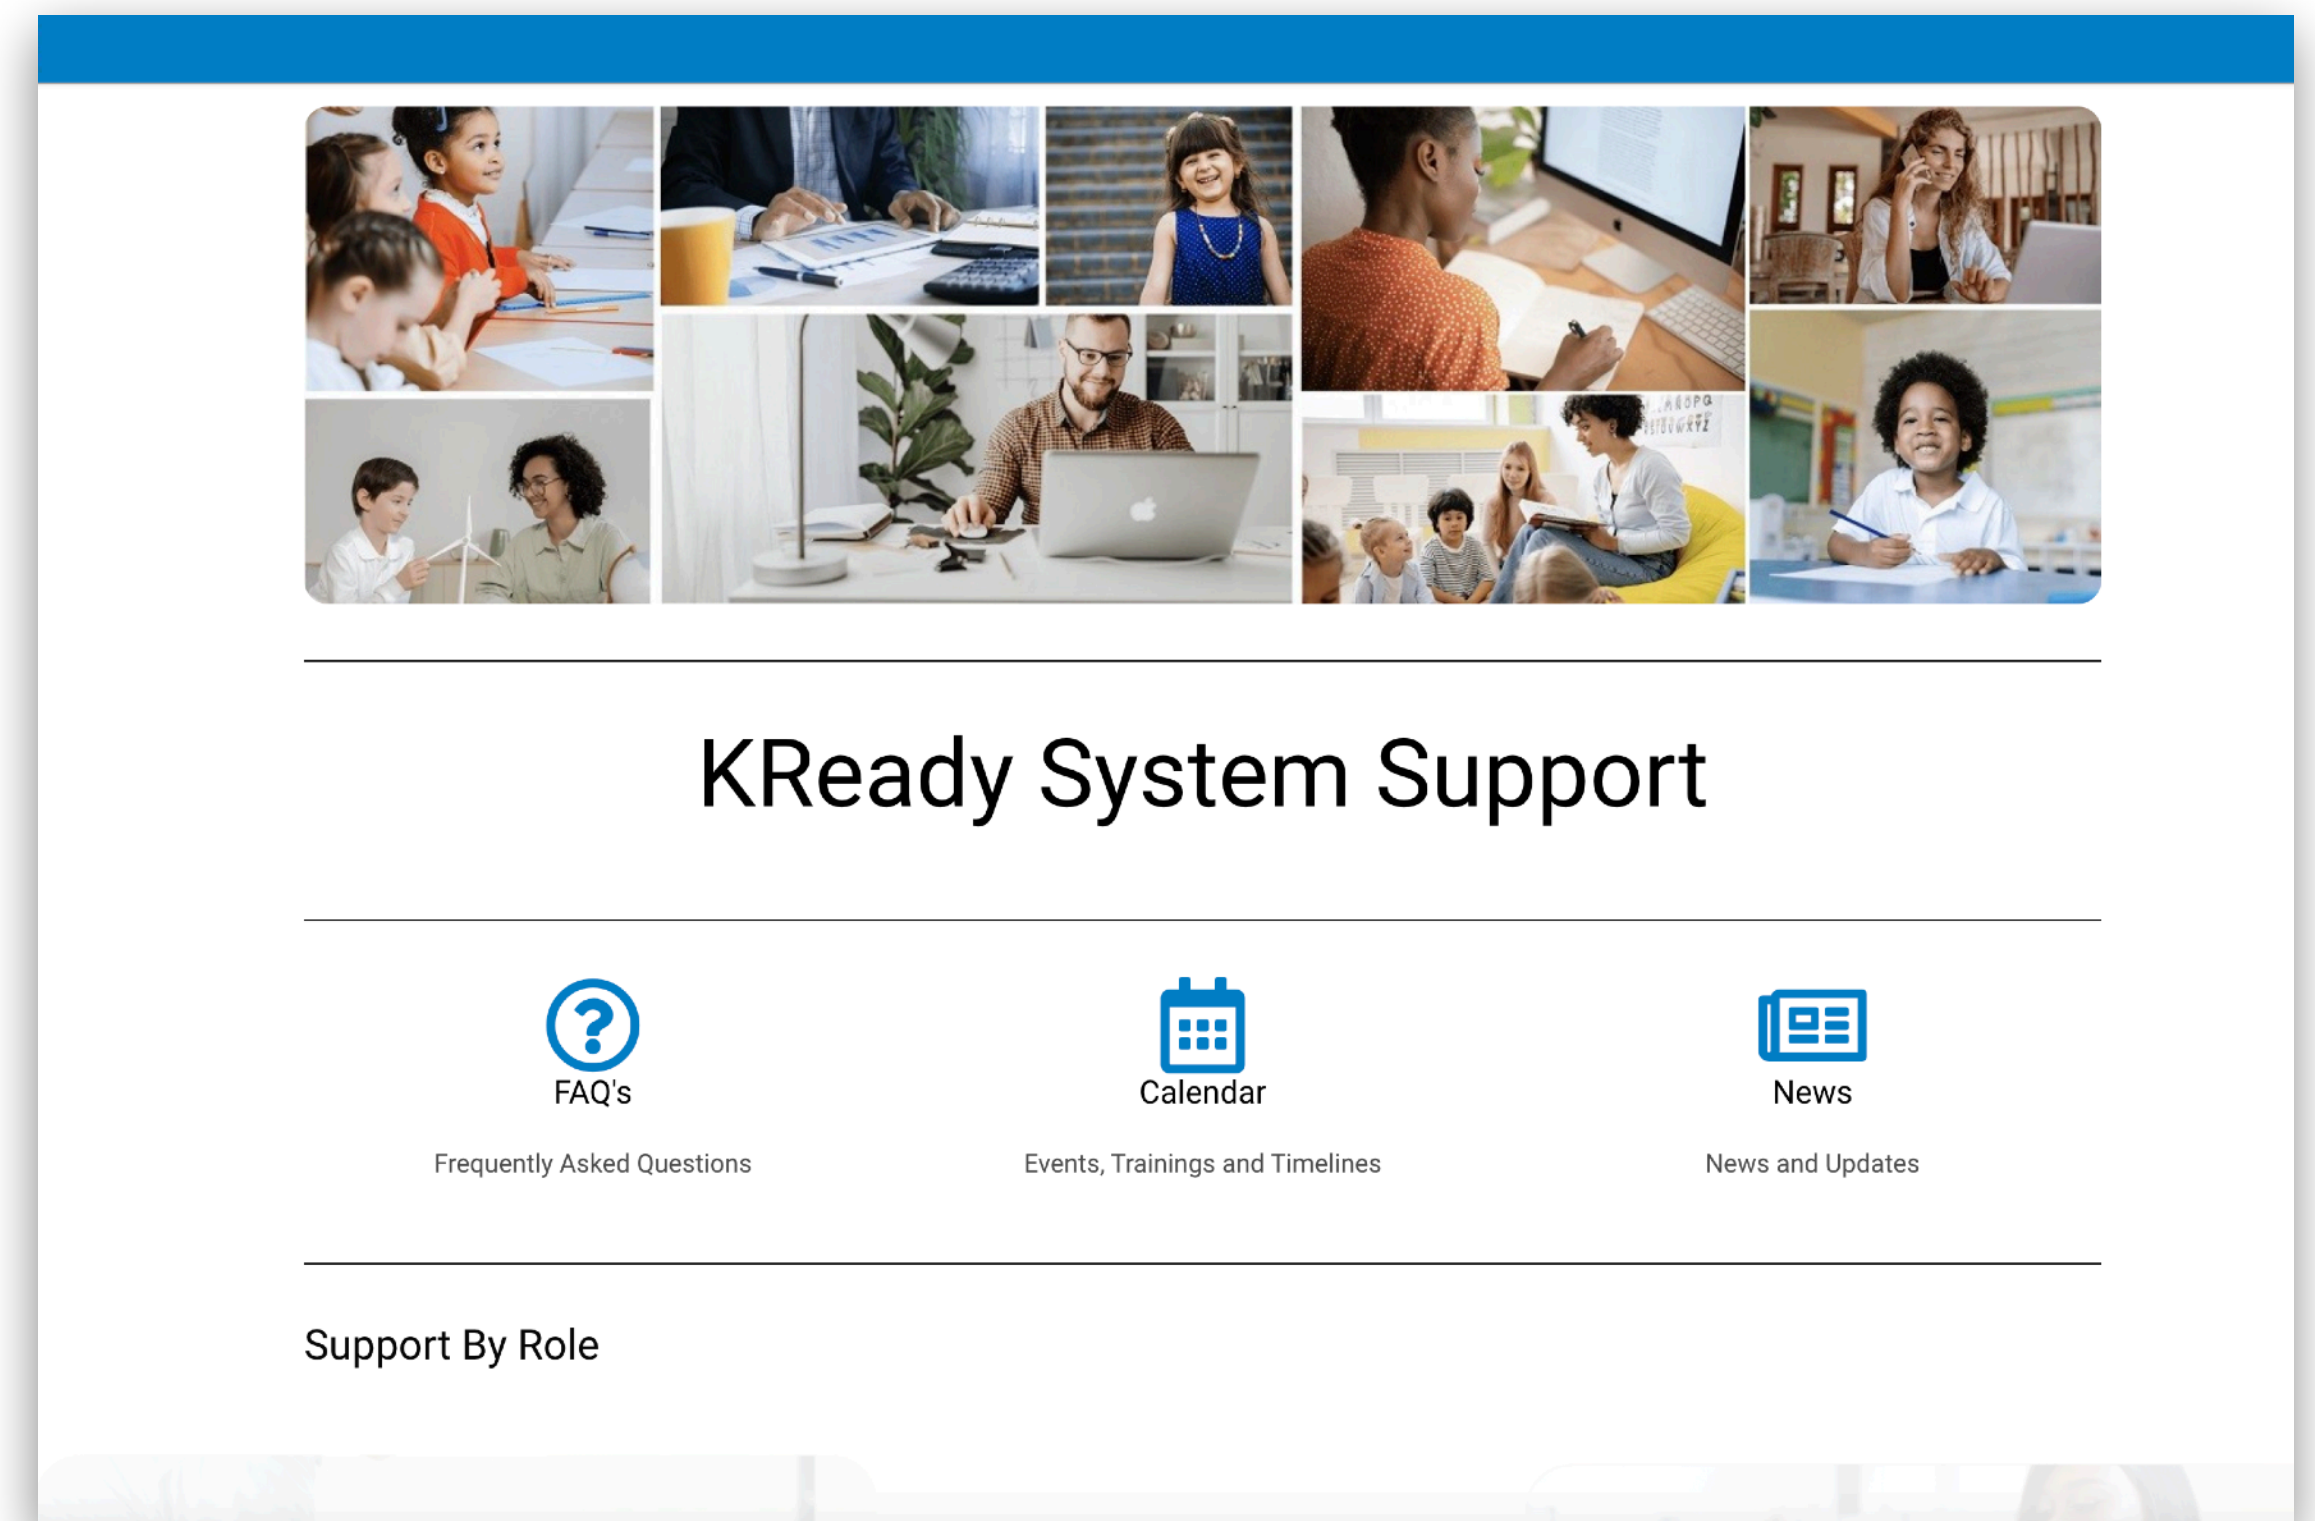 KReady System Support
FAQ's
Calendar
News
Frequently Asked Questions
Events, Trainings and Timelines
News and Updates
Support By Role